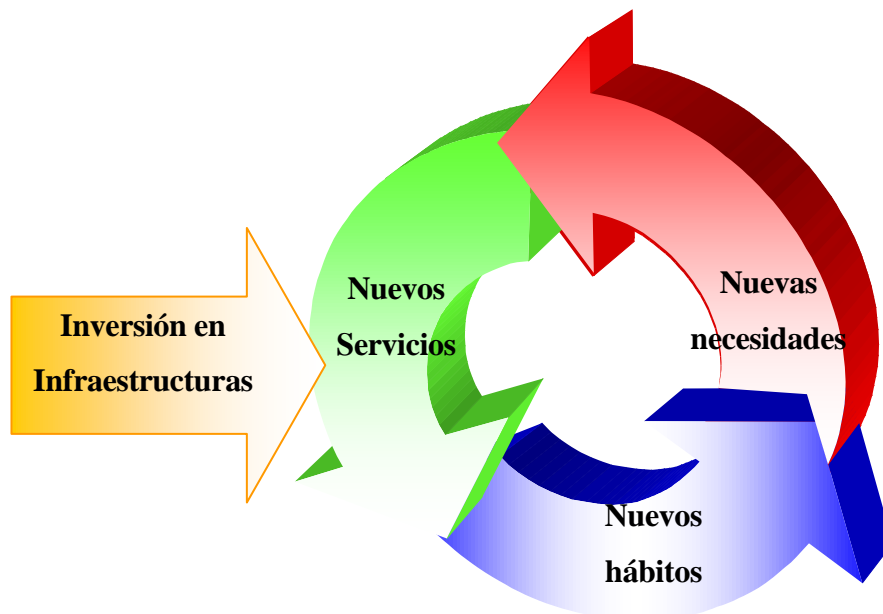 Inversión en
Infraestructuras
Nuevos
Servicios
Nuevas
necesidades
Nuevos
hábitos